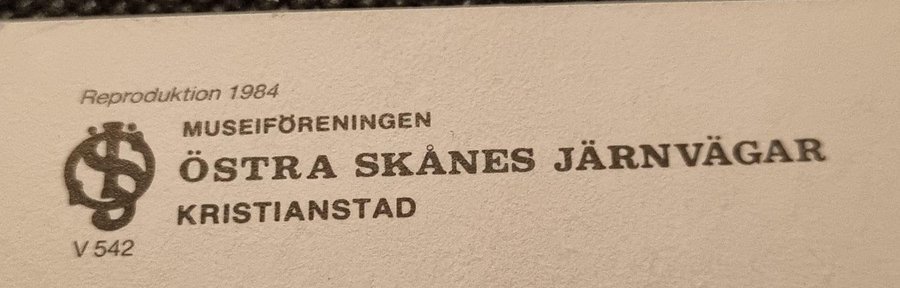 Reproduktion 1984
MUSEIFÖRENINGEN
ÖSTRA SKÅNES JÄRNVÄGAR
KRISTIANSTAD
V 542